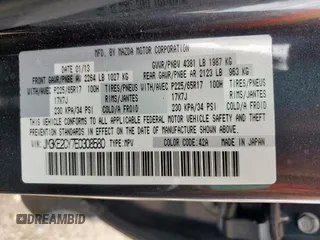 MFD. BY MAZDA MOTOR CORPORATION
DATE 01/13 GVWR/PNBV 4381 LB 1987 KG
FRONT GAWR/PNBE AV 2264 LB 1027 KG REAR GAWR/PNBE AR 2123 LB 963 KG
WITH/AVEC P225/65R17 100H TIRES/PNEUS WITH/AVEC P225/65R17 100H TIRES/PNEUS
17X7J RIMS/JANTES 17X7J RIMS/JANTES
230 KPA/ 34 PSI COLD/A FROID 230 KPA/ 34 PSI COLD/A FROID
THIS VEHICLE CONFORMS TO ALL APPLICABLE FEDERAL MOTOR VEHICLE SAFETY
AND THEFT PREVENTION STANDARDS IN EFFECT ON THE DATE OF MANUFACTURE SHOWN ABOVE.
JM3KE2CY7E0308580 TYPE:MPV COLOR:42A MADE IN JAPAN